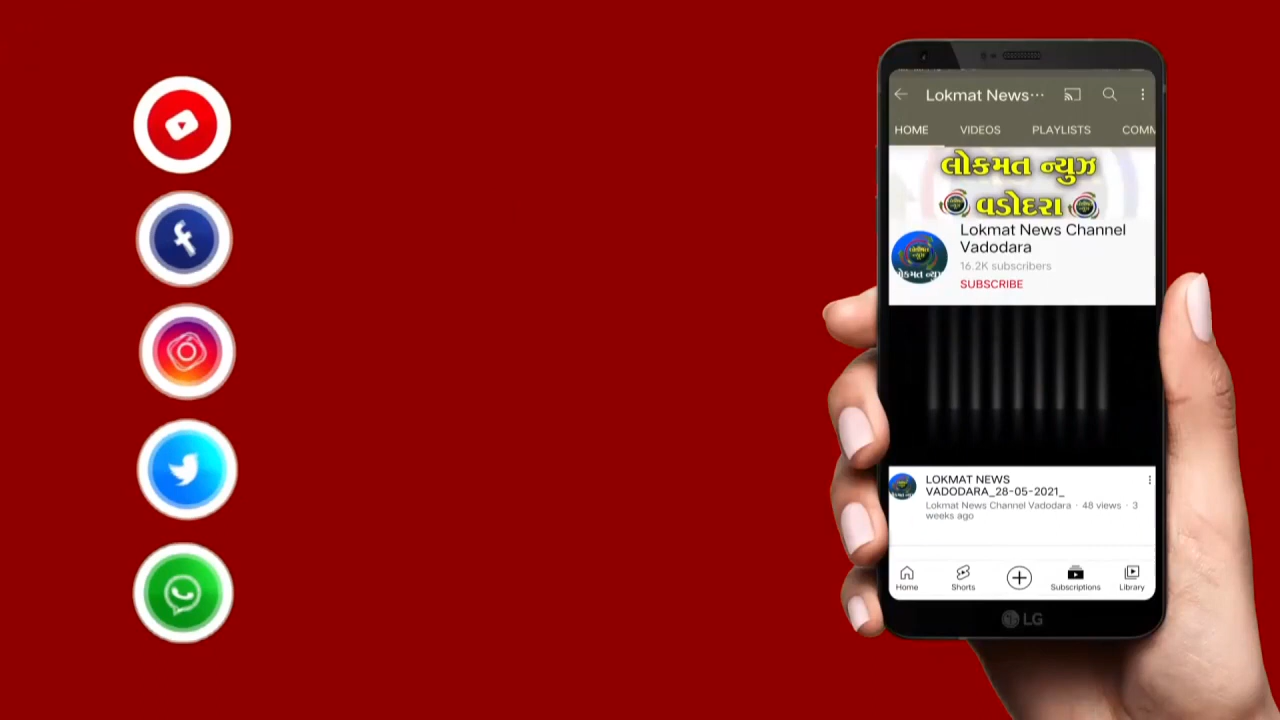 Lokmat News···
HOME VIDEOS PLAYLISTS COMM
લોકમત ન્યુઝ
વડોદરા
Lokmat News Channel
Vadodara
16.2K subscribers
SUBSCRIBE
LOKMAT NEWS
VADODARA_28-05-2021_
Lokmat News Channel Vadodara · 48 views · 3
weeks ago
Home Shorts Subscriptions Library
LG